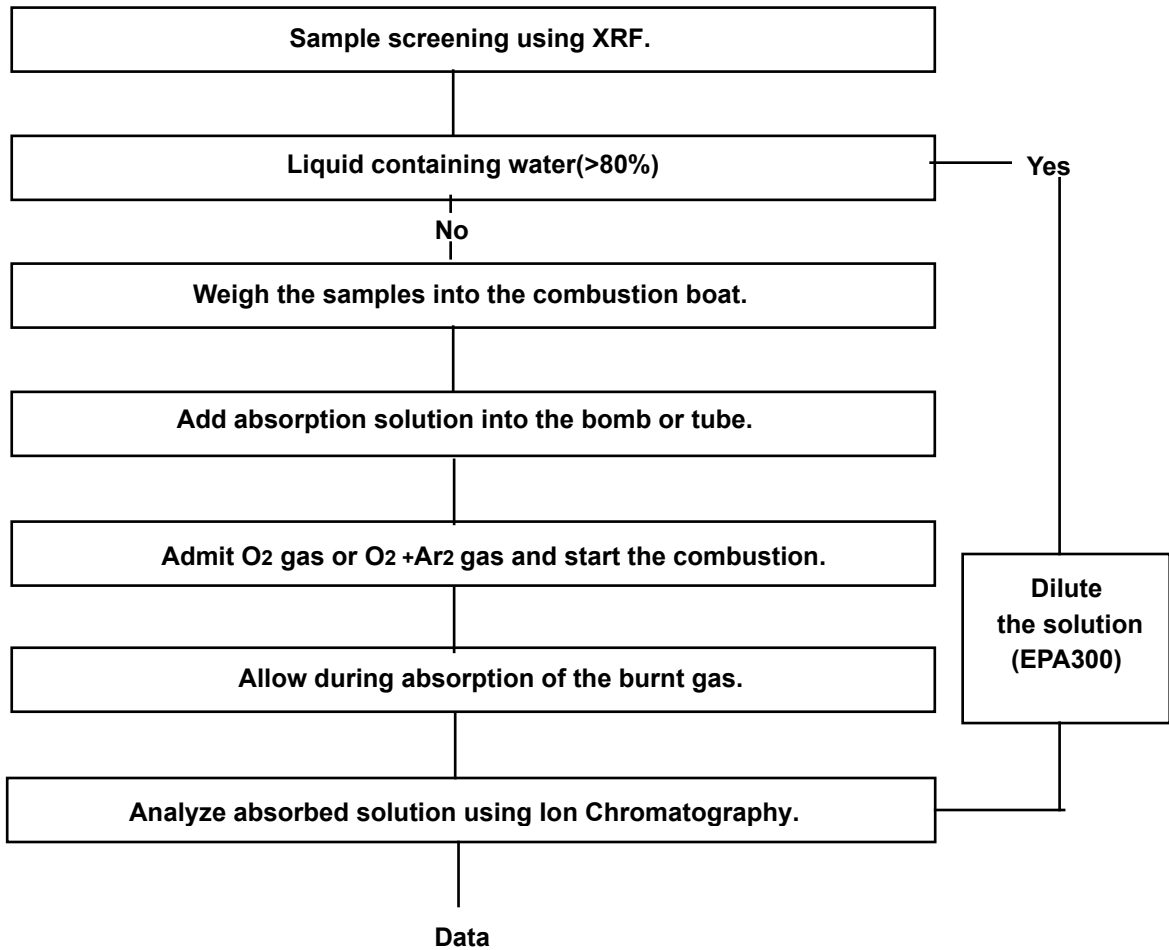 Sample screening using XRF.
Liquid containing water(>80%)
Yes
No
Weigh the samples into the combustion boat.
Add absorption solution into the bomb or tube.
Admit O2 gas or O2 +Ar2 gas and start the combustion.
Dilute
the solution
(EPA300)
Allow during absorption of the burnt gas.
Analyze absorbed solution using Ion Chromatography.
Data